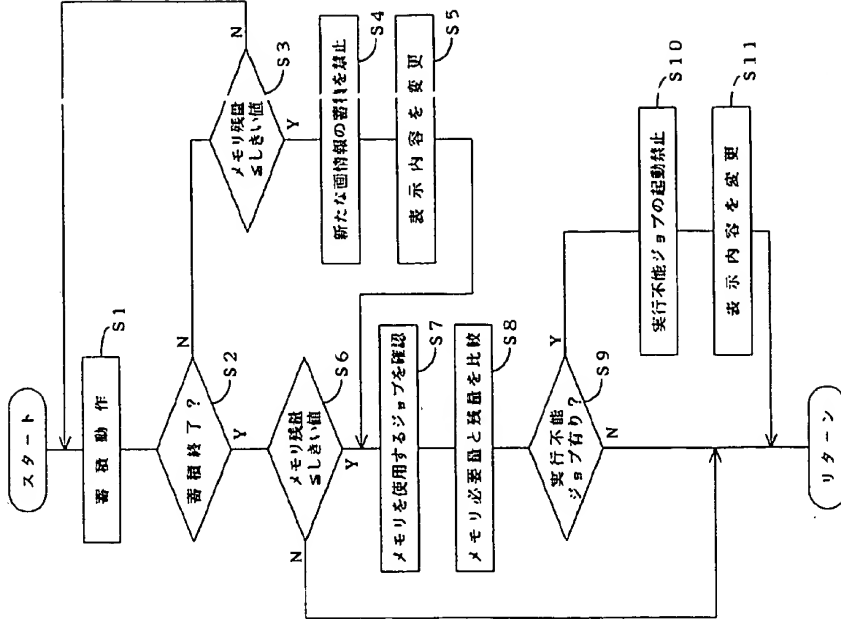 スタート
蓄積動作
S1
蓄積終了？
S2
N
Y
メモリ残量
≦しきい値
S3
N
Y
新たな画情報の蓄積を禁止
S4
表示内容を変更
S5
メモリ残量
≦しきい値
S6
N
Y
メモリを使用するジョブを確認
S7
メモリ必要量と残量を比較
S8
実行不能
ジョブ有り？
S9
Y
N
実行不能ジョブの起動禁止
S10
表示内容を変更
S11
リターン